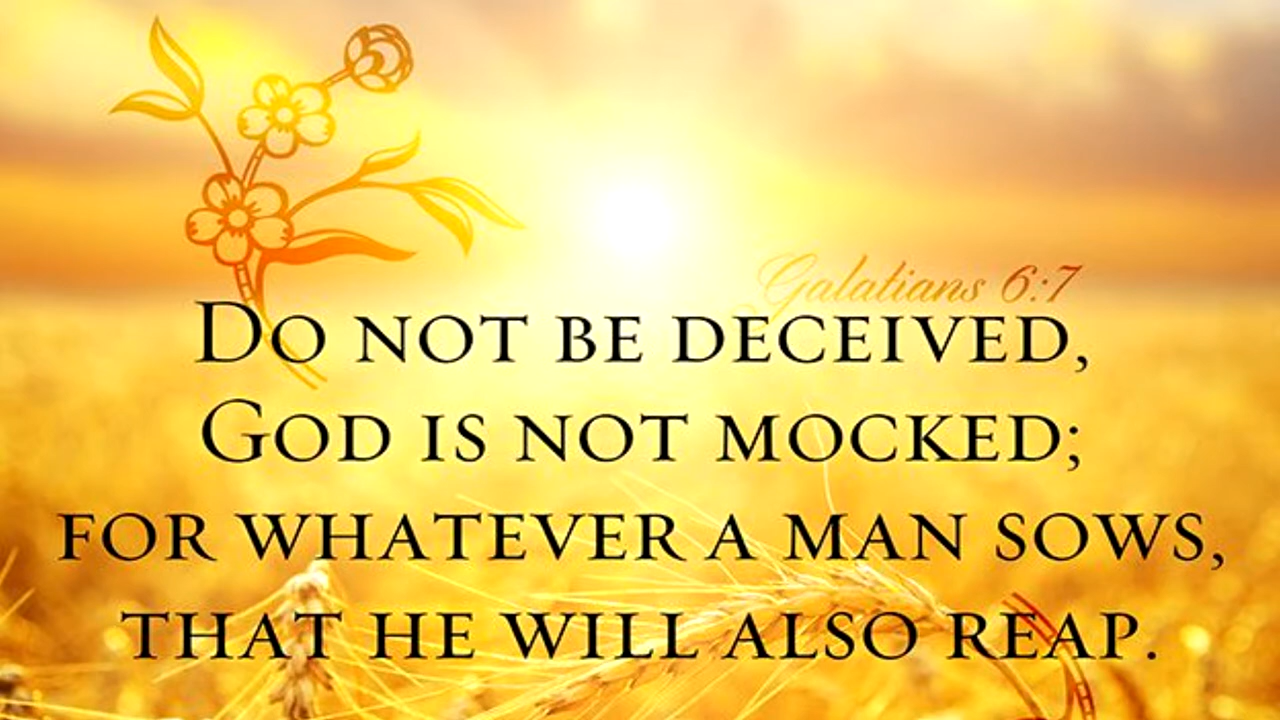 Galatians 6:7
Do not be deceived,
God is not mocked;
for whatever a man sows,
that he will also reap.